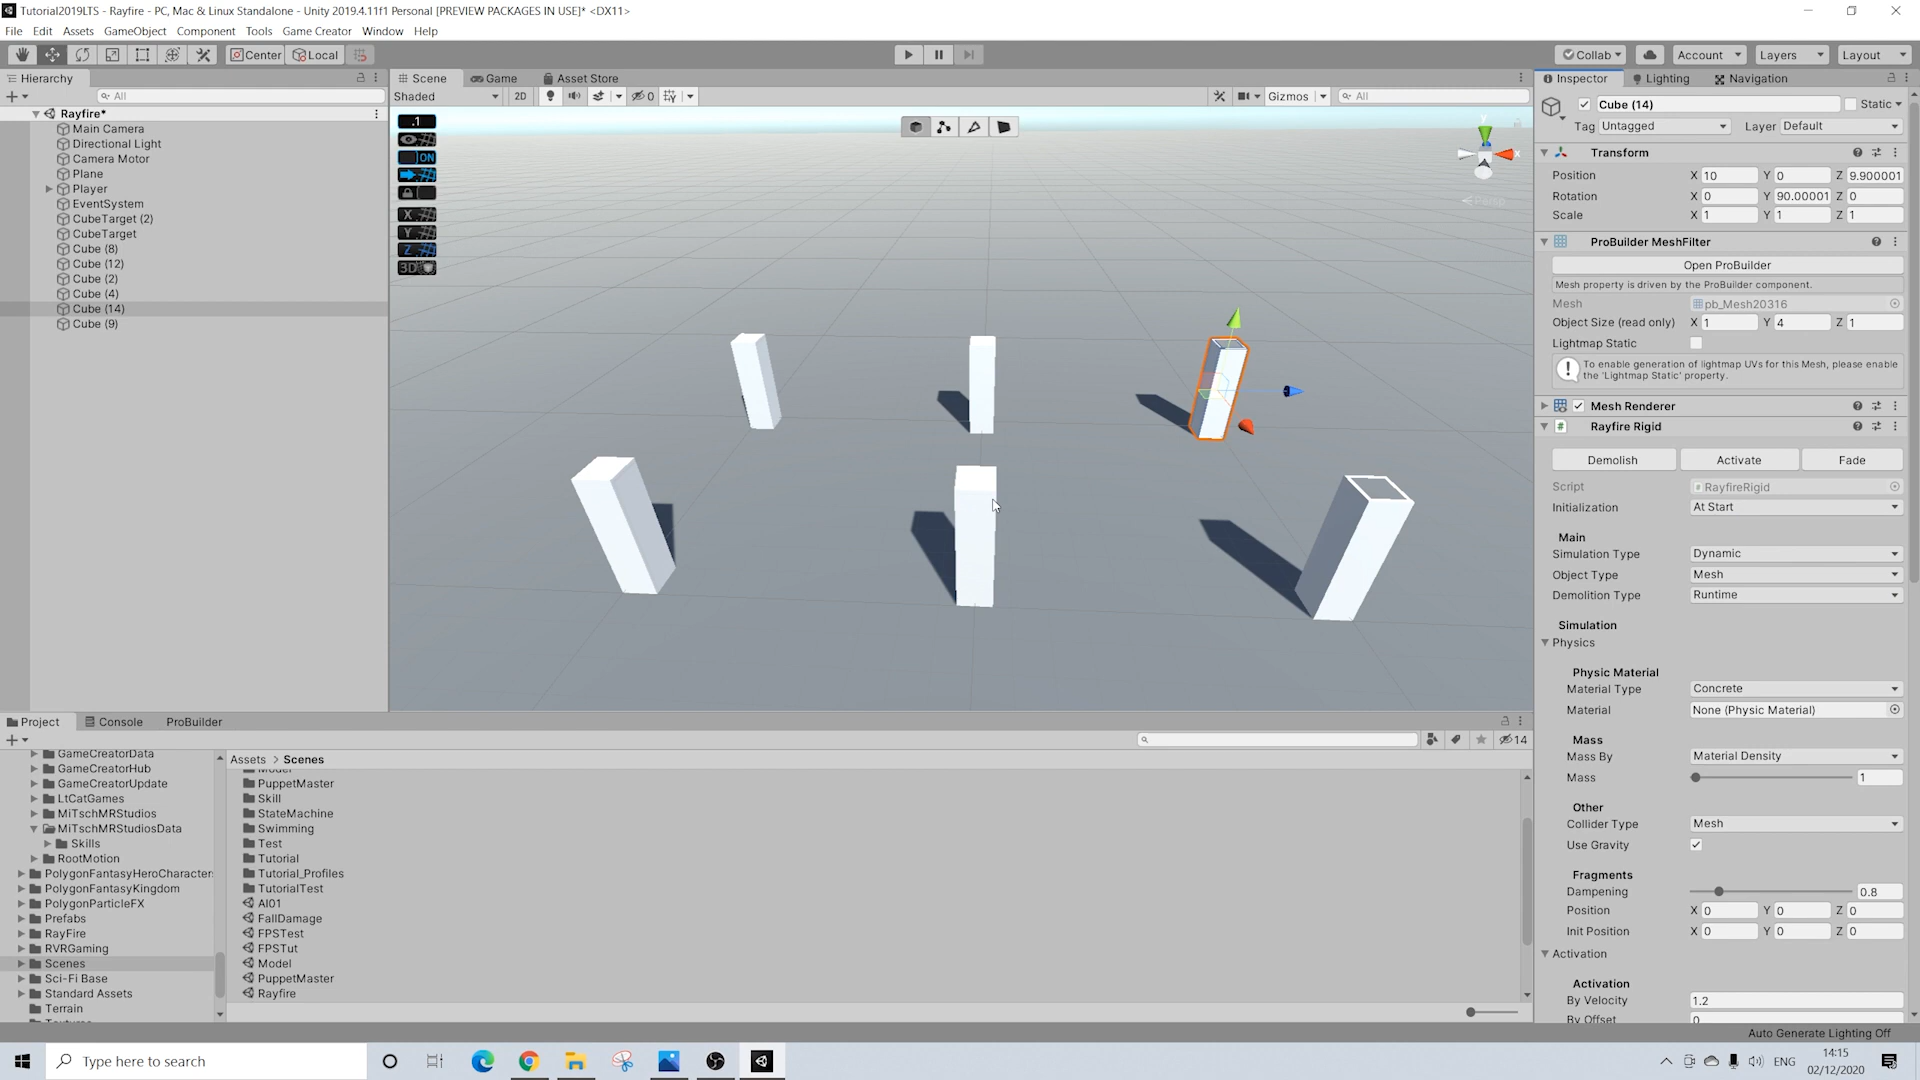 Tutorial2019LTS - Rayfire - PC, Mac & Linux Standalone - Unity 2019.4.11f1 Personal [PREVIEW PACKAGES IN USE]* <DX11>
File Edit Assets GameObject Component Tools Game Creator Window Help
Center Local Collab Account Layers Layout
Hierarchy
All
Rayfire*
Main Camera
Directional Light
Camera Motor
Plane
Player
EventSystem
CubeTarget (2)
CubeTarget
Cube (8)
Cube (12)
Cube (2)
Cube (4)
Cube (14)
Cube (9)
Scene Game Asset Store
Shaded 2D 0 Gizmos All
.1
ON
X
Y
Z
3D
y
x
Persp
Inspector Lighting Navigation
Cube (14) Static
Tag Untagged Layer Default
Transform
Position X 10 Y 0 Z 9.900001
Rotation X 0 Y 90.00001 Z 0
Scale X 1 Y 1 Z 1
ProBuilder MeshFilter
Open ProBuilder
Mesh property is driven by the ProBuilder component.
Mesh pb_Mesh20316
Object Size (read only) X 1 Y 4 Z 1
Lightmap Static
To enable generation of lightmap UVs for this Mesh, please enable
the 'Lightmap Static' property.
Mesh Renderer
Rayfire Rigid
Demolish Activate Fade
Script RayfireRigid
Initialization At Start
Main
Simulation Type Dynamic
Object Type Mesh
Demolition Type Runtime
Simulation
Physics
Physic Material
Material Type Concrete
Material None (Physic Material)
Mass
Mass By Material Density
Mass 1
Other
Collider Type Mesh
Use Gravity
Fragments
Dampening 0.8
Position X 0 Y 0 Z 0
Init Position X 0 Y 0 Z 0
Activation
Activation
By Velocity 1.2
By Offset 0
Project Console ProBuilder
14
GameCreatorData
GameCreatorHub
GameCreatorUpdate
LtCatGames
MiTschMRStudios
MiTschMRStudiosData
Skills
RootMotion
PolygonFantasyHeroCharacter
PolygonFantasyKingdom
PolygonParticleFX
Prefabs
RayFire
RVRGaming
Scenes
Sci-Fi Base
Standard Assets
Terrain
Assets > Scenes
Model
PuppetMaster
Skill
StateMachine
Swimming
Test
Tutorial
Tutorial_Profiles
TutorialTest
AI01
FallDamage
FPSTest
FPSTut
Model
PuppetMaster
Rayfire
Auto Generate Lighting Off
Type here to search
ENG
14:15
02/12/2020